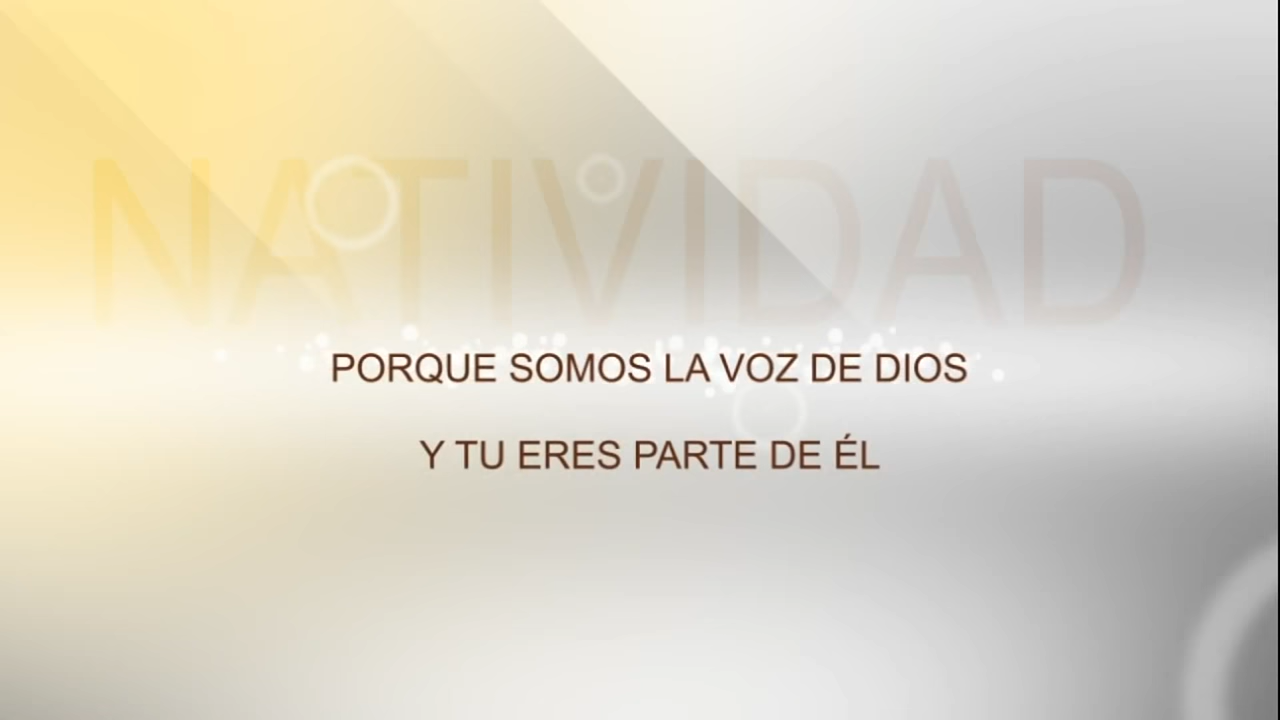 NATIVIDAD
PORQUE SOMOS LA VOZ DE DIOS
Y TU ERES PARTE DE ÉL